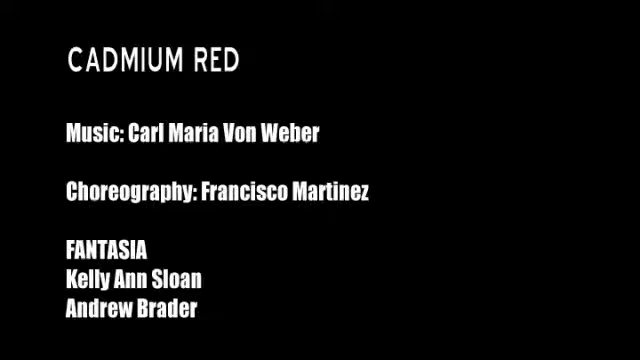 CADMIUM RED
Music: Carl Maria Von Weber
Choreography: Francisco Martinez
FANTASIA
Kelly Ann Sloan
Andrew Brader